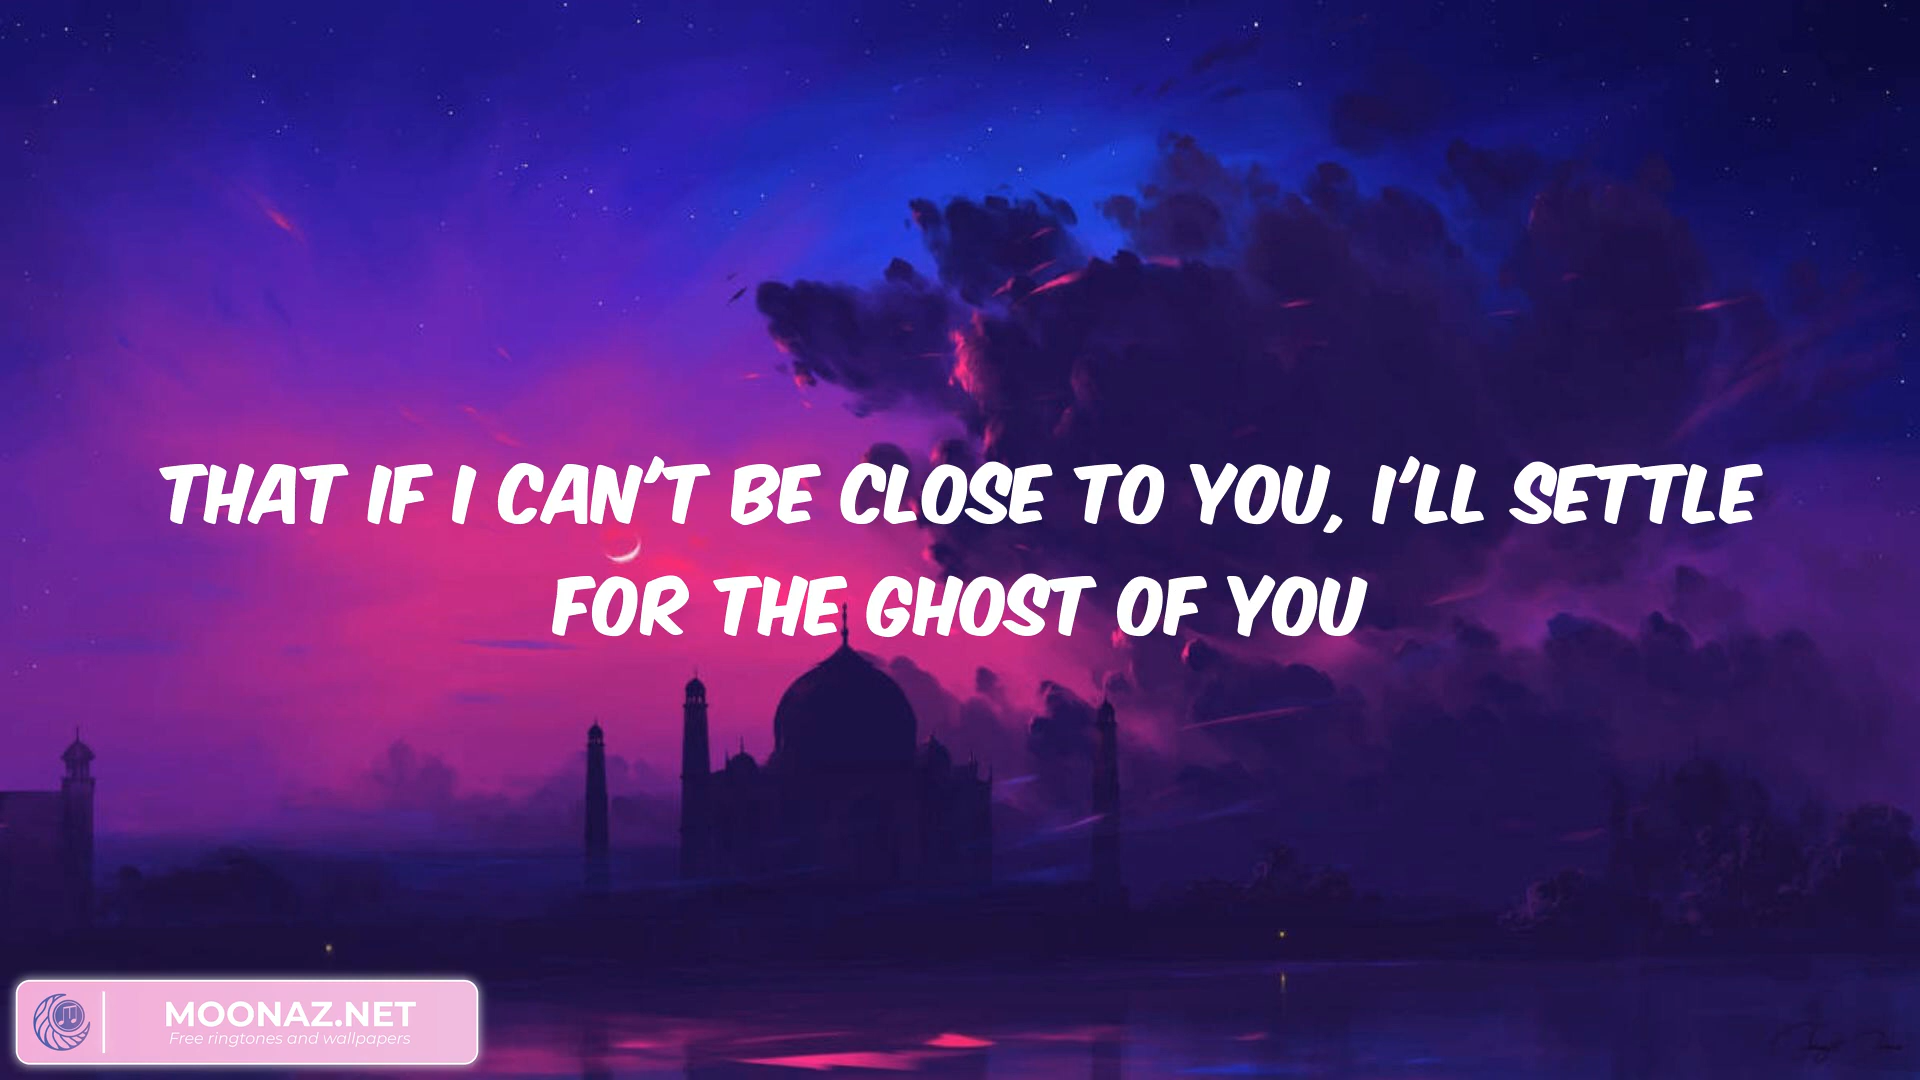 THAT IF I CAN'T BE CLOSE TO YOU, I'LL SETTLE
FOR THE GHOST OF YOU
MOONAZ.NET
Free ringtones and wallpapers